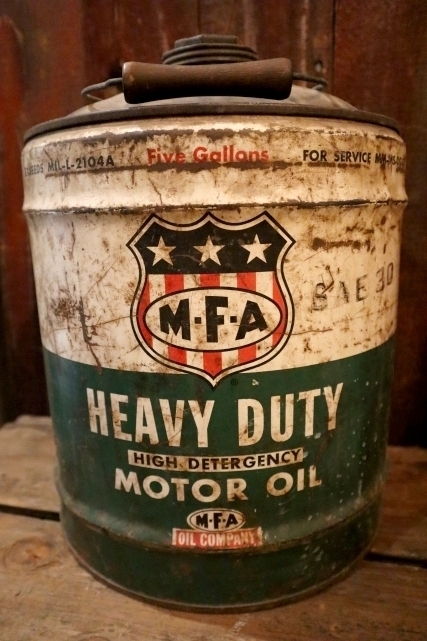 MIL-L-2104A Five Gallons FOR SERVICE
M·F·A
SAE 30
HEAVY DUTY
HIGH DETERGENCY
MOTOR OIL
M·F·A
OIL COMPANY